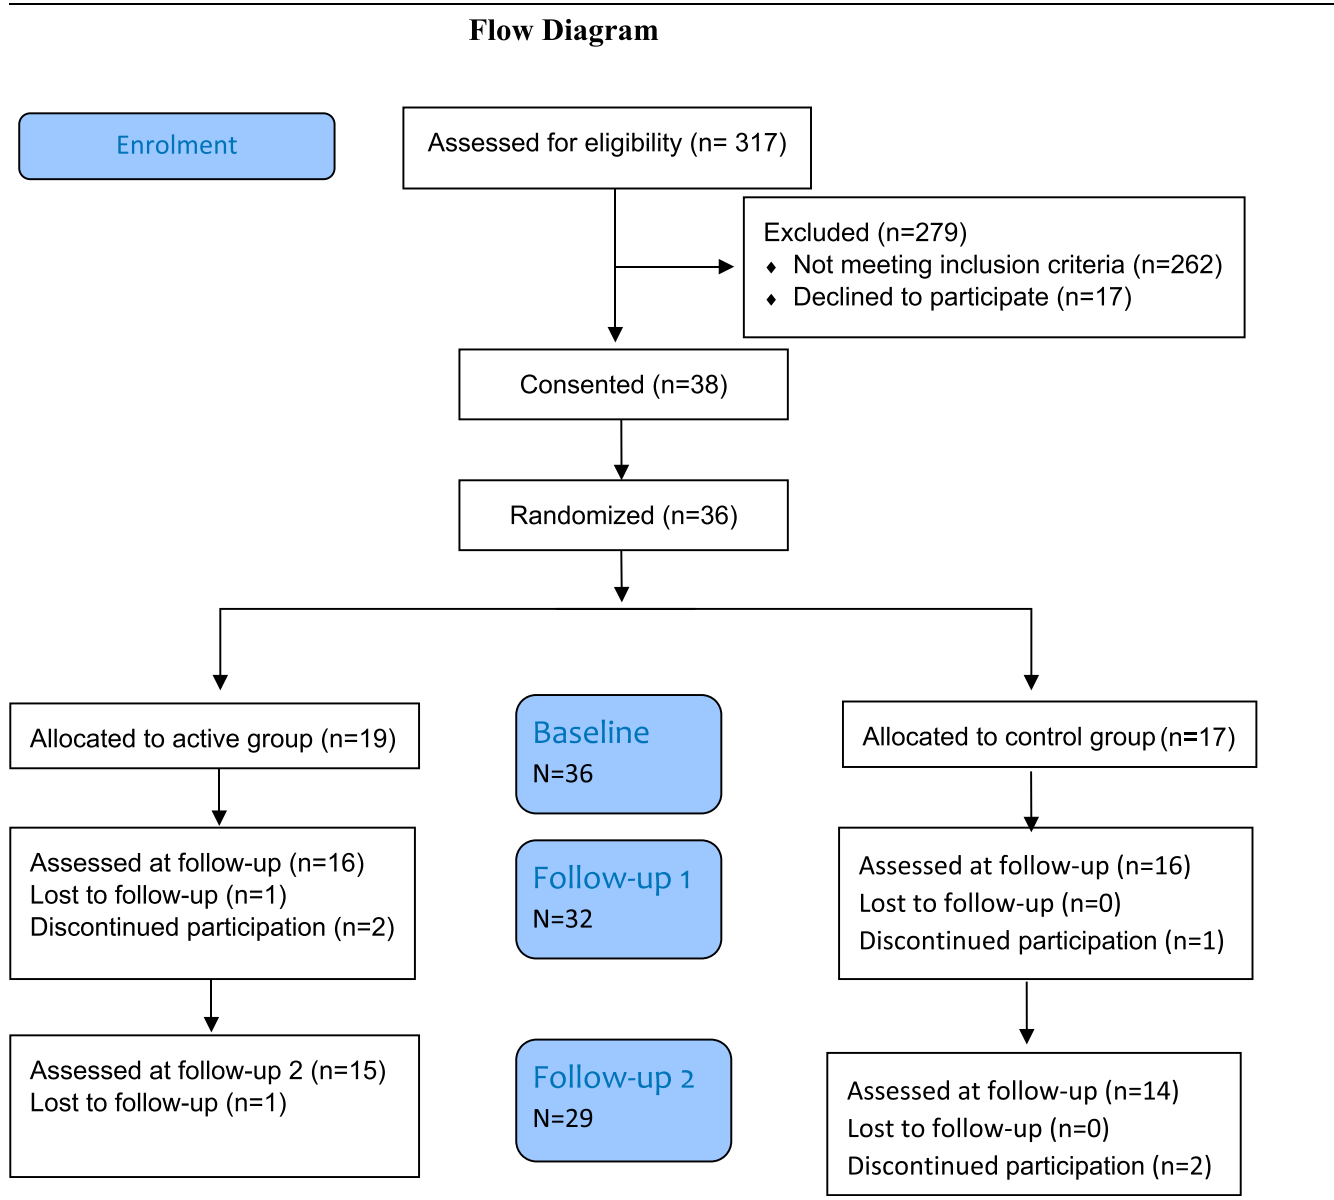 Flow Diagram
Enrolment
Assessed for eligibility (n= 317)
Excluded (n=279)
♦ Not meeting inclusion criteria (n=262)
♦ Declined to participate (n=17)
Consented (n=38)
Randomized (n=36)
Allocated to active group (n=19)
Baseline
N=36
Allocated to control group (n=17)
Assessed at follow-up (n=16)
Lost to follow-up (n=1)
Discontinued participation (n=2)
Follow-up 1
N=32
Assessed at follow-up (n=16)
Lost to follow-up (n=0)
Discontinued participation (n=1)
Assessed at follow-up 2 (n=15)
Lost to follow-up (n=1)
Follow-up 2
N=29
Assessed at follow-up (n=14)
Lost to follow-up (n=0)
Discontinued participation (n=2)